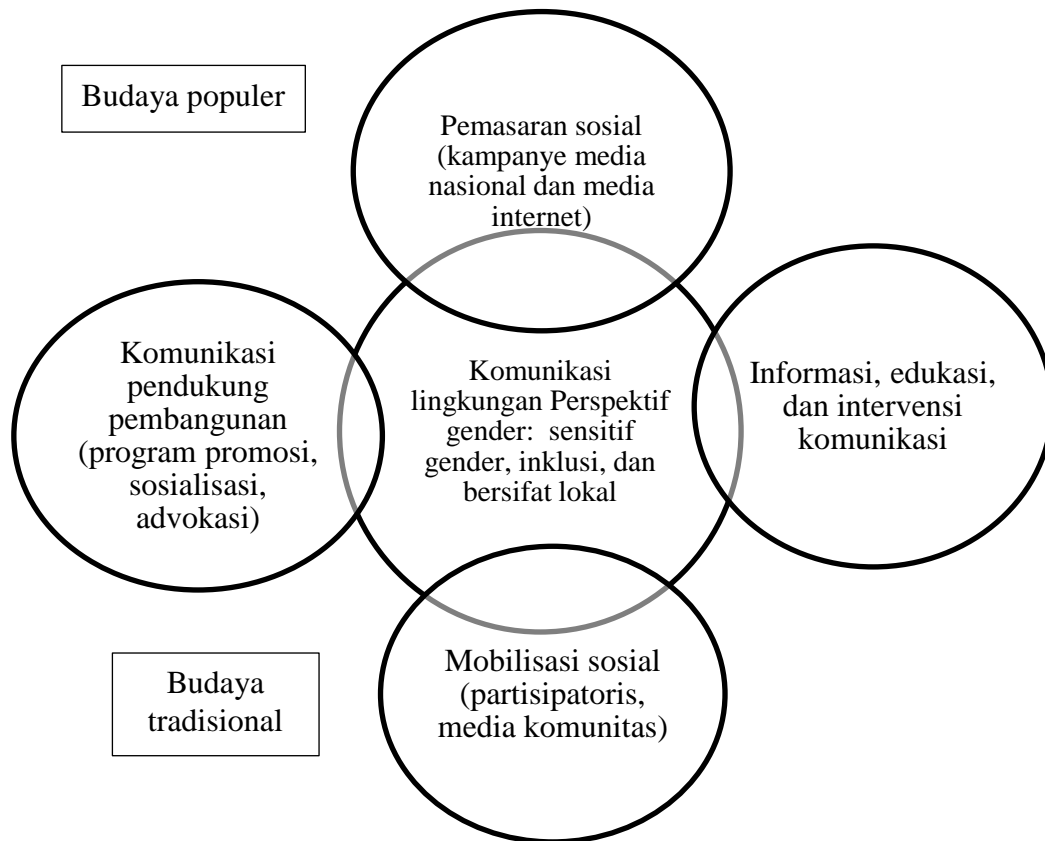 Budaya populer
Pemasaran sosial
(kampanye media
nasional dan media
internet)
Komunikasi
pendukung
pembangunan
(program promosi,
sosialisasi,
advokasi)
Komunikasi
lingkungan Perspektif
gender:  sensitif
gender, inklusi, dan
bersifat lokal
Informasi, edukasi,
dan intervensi
komunikasi
Budaya
tradisional
Mobilisasi sosial
(partisipatoris,
media komunitas)